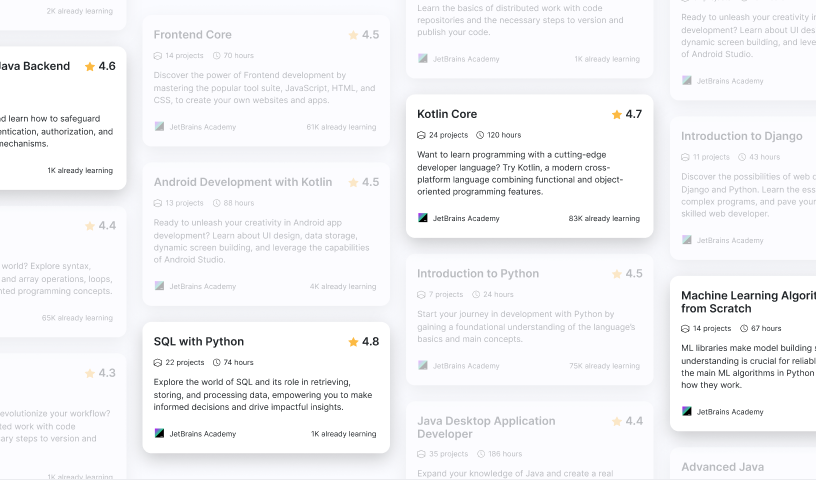 2K already learning
Java Backend
4.6
nd learn how to safeguard
entication, authorization, and
mechanisms.
1K already learning
4.4
world? Explore syntax,
and array operations, loops,
ted programming concepts.
65K already learning
4.3
evolutionize your workflow?
ted work with code
ary steps to version and
1K already learning
Frontend Core
4.5
14 projects
70 hours
Discover the power of Frontend development by
mastering the popular tool suite, JavaScript, HTML, and
CSS, to create your own websites and apps.
JetBrains Academy
61K already learning
Android Development with Kotlin
4.5
13 projects
88 hours
Ready to unleash your creativity in Android app
development? Learn about UI design, data storage,
dynamic screen building, and leverage the capabilities
of Android Studio.
JetBrains Academy
4K already learning
SQL with Python
4.8
22 projects
74 hours
Explore the world of SQL and its role in retrieving,
storing, and processing data, empowering you to make
informed decisions and drive impactful insights.
JetBrains Academy
1K already learning
Learn the basics of distributed work with code
repositories and the necessary steps to version and
publish your code.
JetBrains Academy
1K already learning
Kotlin Core
4.7
24 projects
120 hours
Want to learn programming with a cutting-edge
developer language? Try Kotlin, a modern cross-
platform language combining functional and object-
oriented programming features.
JetBrains Academy
83K already learning
Introduction to Python
4.5
7 projects
24 hours
Start your journey in development with Python by
gaining a foundational understanding of the language's
basics and main concepts.
JetBrains Academy
75K already learning
Java Desktop Application
Developer
4.4
35 projects
186 hours
Expand your knowledge of Java and create a real
Ready to unleash your creativity in
development? Learn about UI des
dynamic screen building, and leve
of Android Studio.
JetBrains Academy
Introduction to Django
11 projects
43 hours
Discover the possibilities of web d
Django and Python. Learn the ess
complex programs, and pave your
skilled web developer.
JetBrains Academy
Machine Learning Algorit
from Scratch
14 projects
67 hours
ML libraries make model building s
understanding is crucial for reliabl
the main ML algorithms in Python
how they work.
JetBrains Academy
Advanced Java